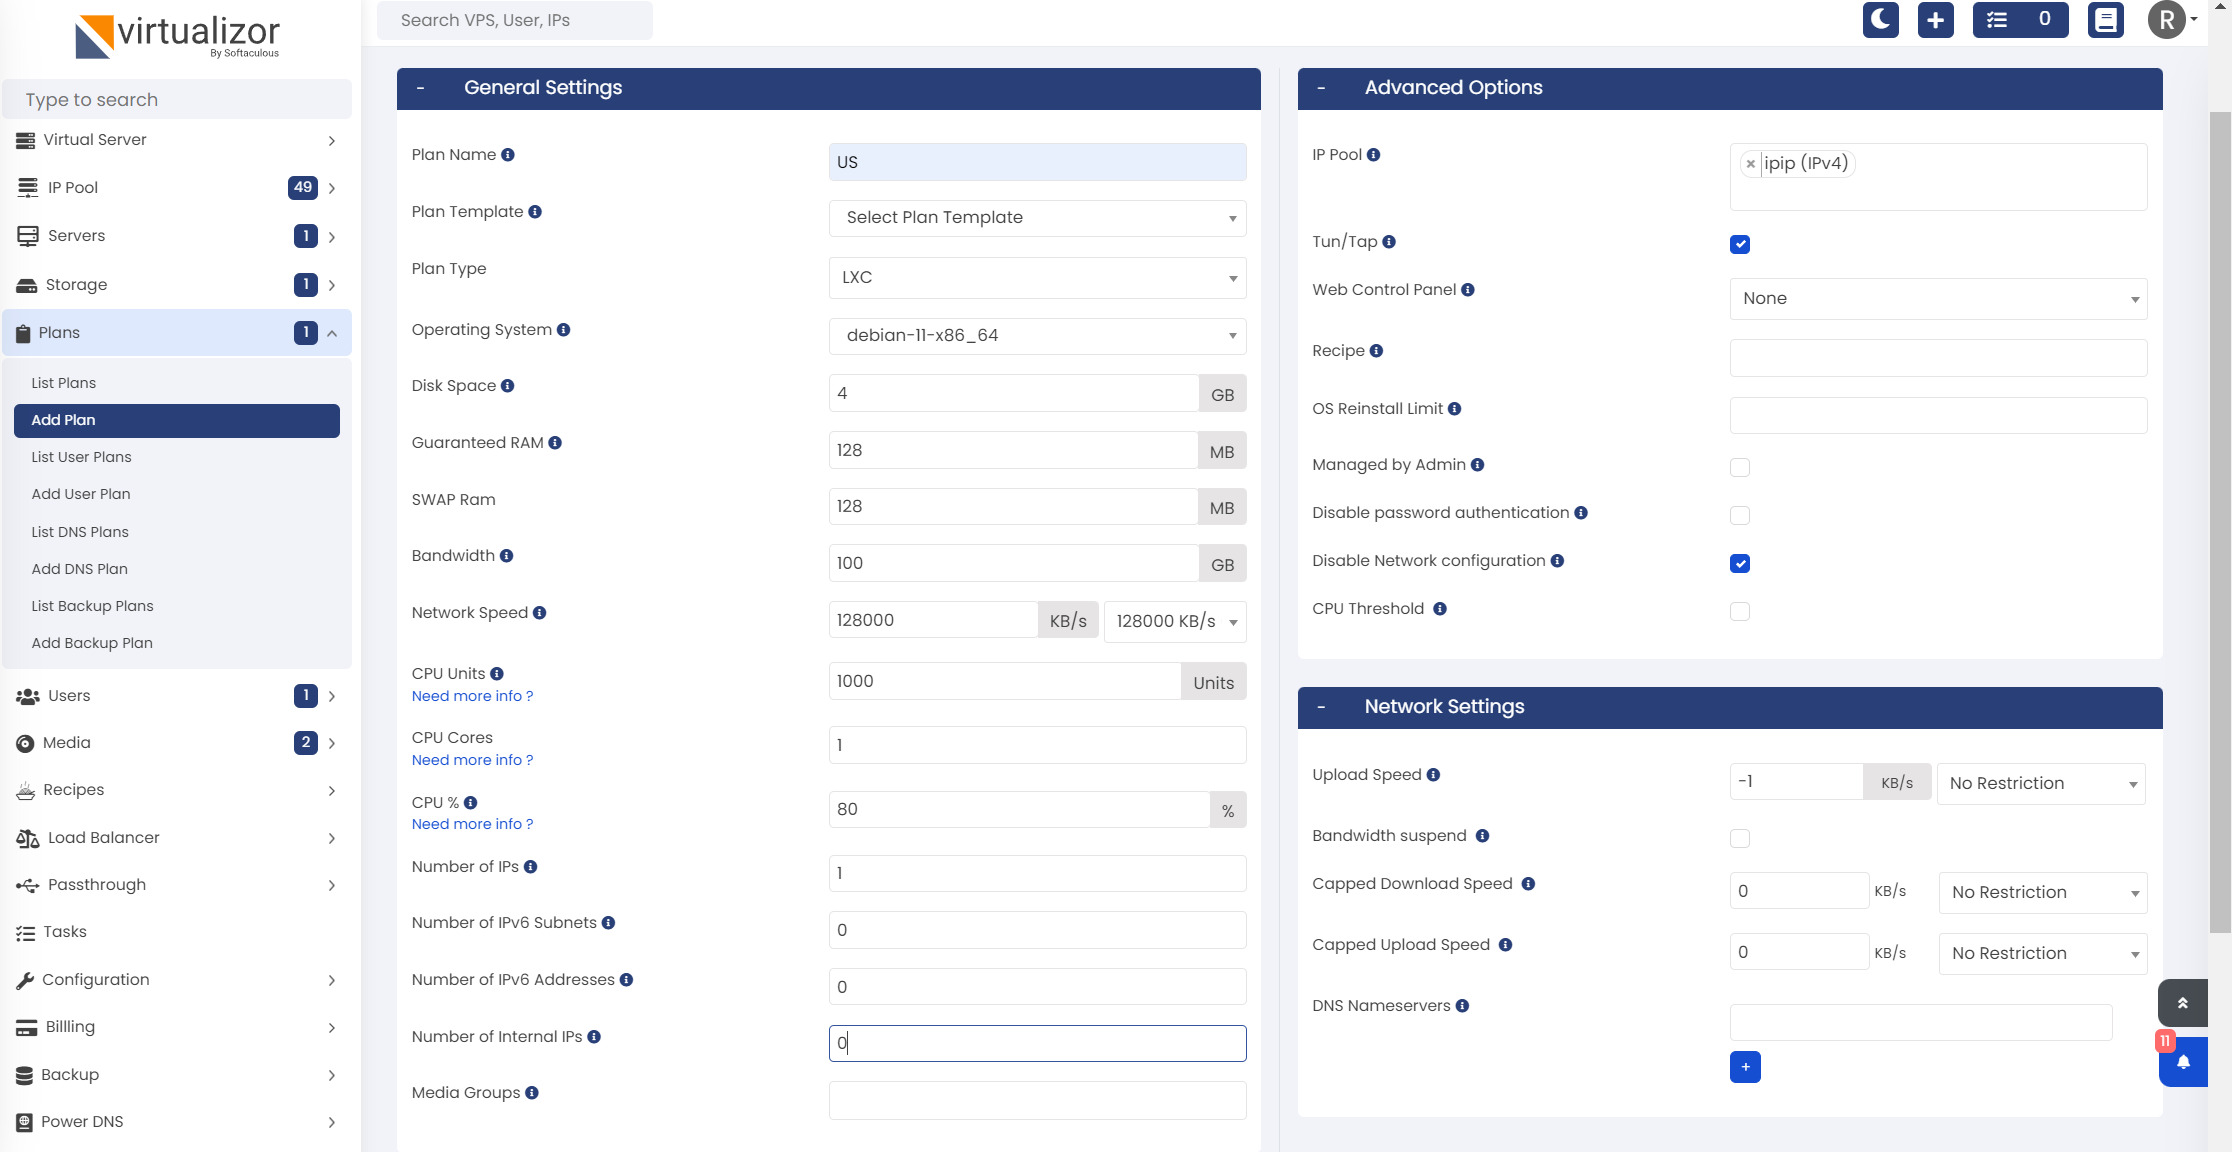 virtualizor
By Softaculous
Search VPS, User, IPs
0
R
Type to search
Virtual Server
IP Pool 49
Servers 1
Storage 1
Plans 1
List Plans
Add Plan
List User Plans
Add User Plan
List DNS Plans
Add DNS Plan
List Backup Plans
Add Backup Plan
Users 1
Media 2
Recipes
Load Balancer
Passthrough
Tasks
Configuration
Billling
Backup
Power DNS
- General Settings
Plan Name US
Plan Template Select Plan Template
Plan Type LXC
Operating System debian-11-x86_64
Disk Space 4 GB
Guaranteed RAM 128 MB
SWAP Ram 128 MB
Bandwidth 100 GB
Network Speed 128000 KB/s 128000 KB/s
CPU Units 1000 Units
Need more info ?
CPU Cores 1
Need more info ?
CPU % 80 %
Need more info ?
Number of IPs 1
Number of IPv6 Subnets 0
Number of IPv6 Addresses 0
Number of Internal IPs 0
Media Groups
- Advanced Options
IP Pool × ipip (IPv4)
Tun/Tap
Web Control Panel None
Recipe
OS Reinstall Limit
Managed by Admin
Disable password authentication
Disable Network configuration
CPU Threshold
- Network Settings
Upload Speed -1 KB/s No Restriction
Bandwidth suspend
Capped Download Speed 0 KB/s No Restriction
Capped Upload Speed 0 KB/s No Restriction
DNS Nameservers
+
11